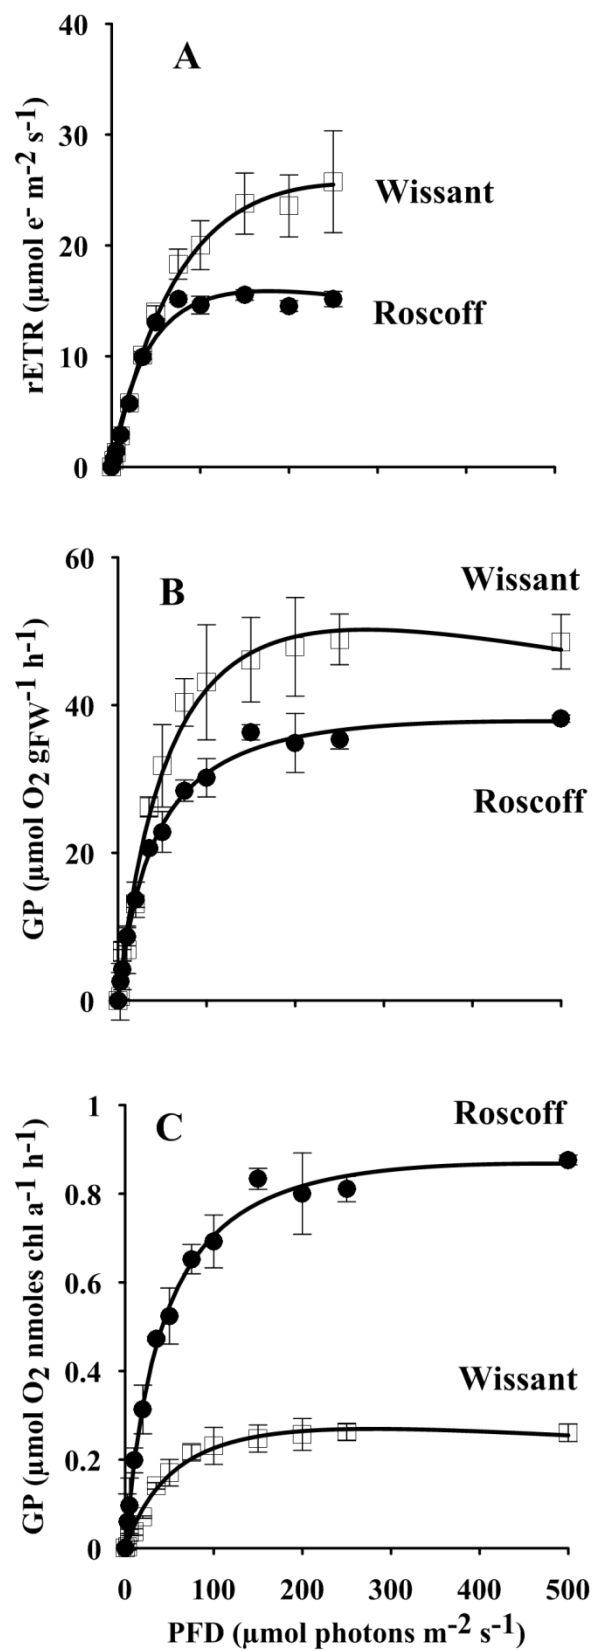 A
40
30
20
10
0
rETR (µmol e- m-2 s-1)
Wissant
Roscoff
B
60
40
20
0
GP (µmol O2 gFW-1 h-1)
Wissant
Roscoff
C
1
0.8
0.6
0.4
0.2
0
GP (µmol O2 nmoles chl a-1 h-1)
Roscoff
Wissant
0 100 200 300 400 500
PFD (µmol photons m-2 s-1)